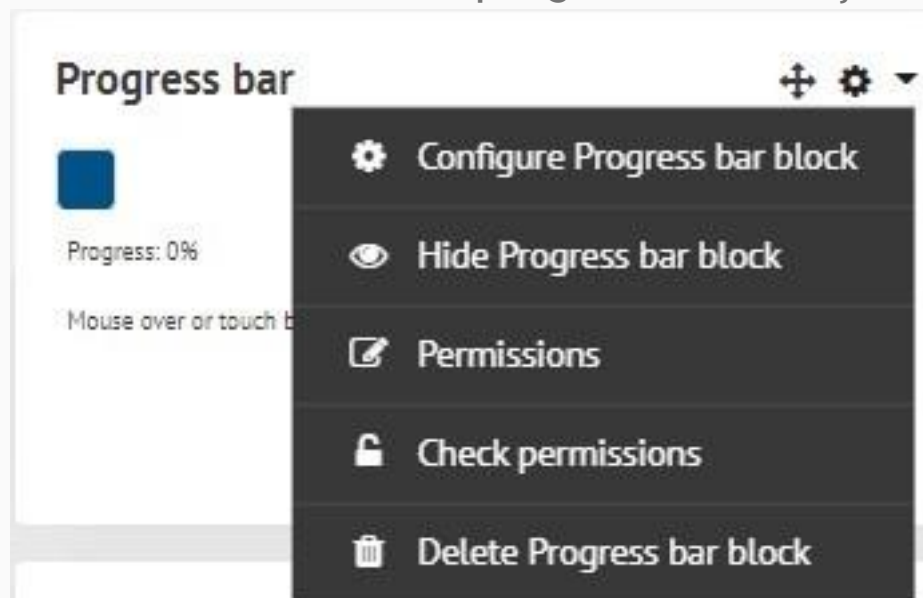 Progress bar
Configure Progress bar block
Progress: 0%
Hide Progress bar block
Mouse over or touch
Permissions
Check permissions
Delete Progress bar block